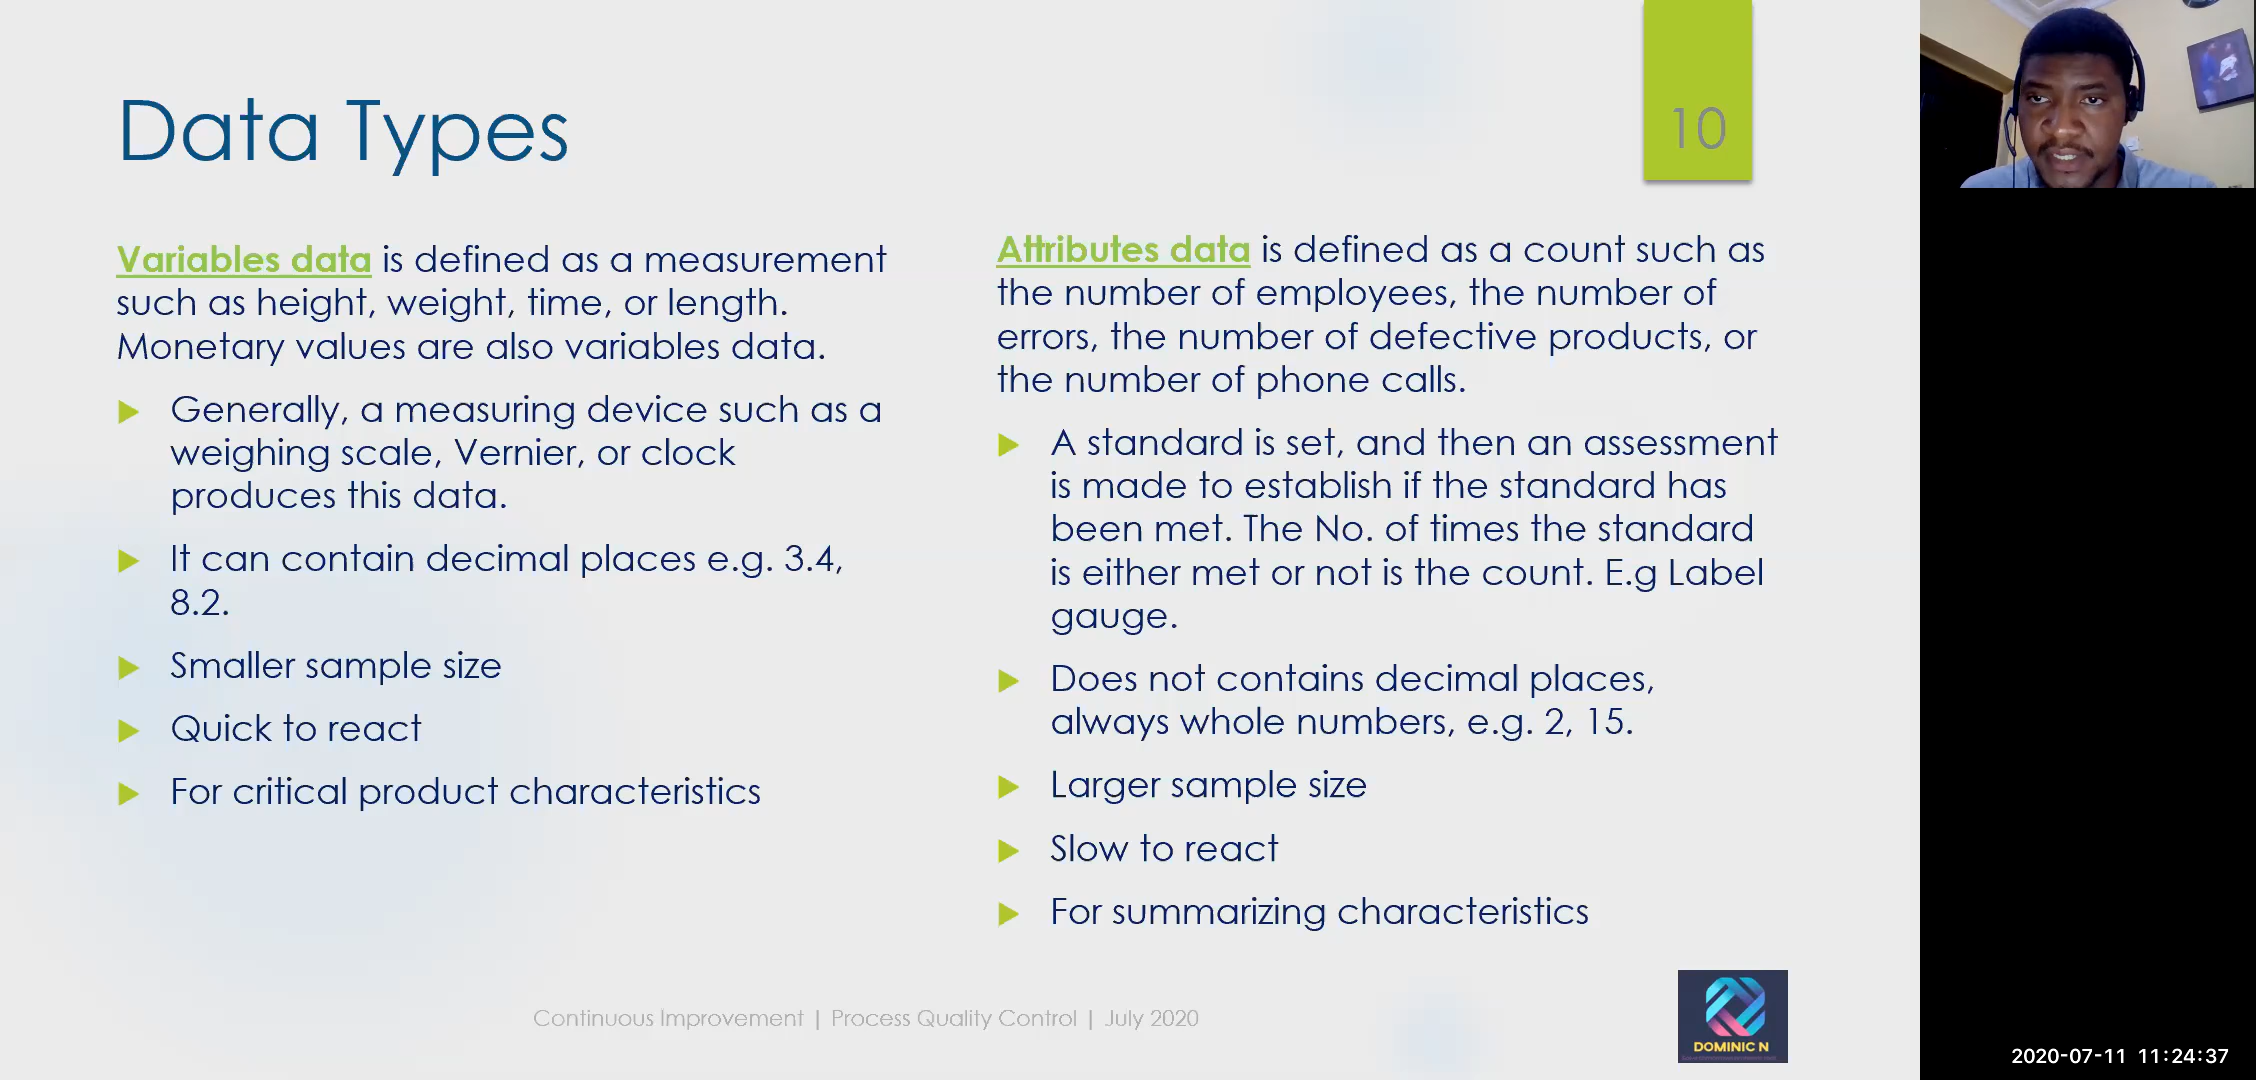 Data Types
10
Variables data is defined as a measurement
such as height, weight, time, or length.
Monetary values are also variables data.
Generally, a measuring device such as a
weighing scale, Vernier, or clock
produces this data.
It can contain decimal places e.g. 3.4,
8.2.
Smaller sample size
Quick to react
For critical product characteristics
Attributes data is defined as a count such as
the number of employees, the number of
errors, the number of defective products, or
the number of phone calls.
A standard is set, and then an assessment
is made to establish if the standard has
been met. The No. of times the standard
is either met or not is the count. E.g Label
gauge.
Does not contains decimal places,
always whole numbers, e.g. 2, 15.
Larger sample size
Slow to react
For summarizing characteristics
Continuous Improvement | Process Quality Control | July 2020
DOMINIC N
2020-07-11 11:24:37